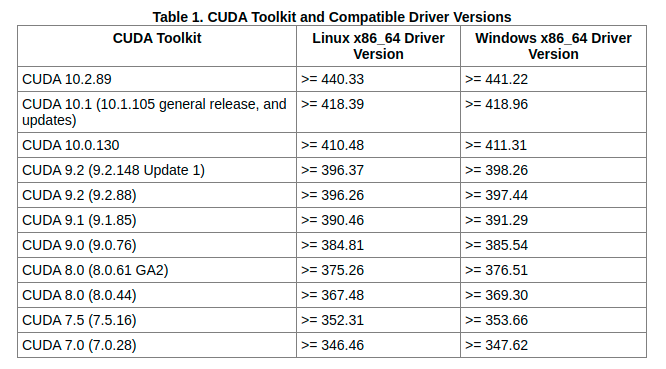 Table 1. CUDA Toolkit and Compatible Driver Versions
CUDA Toolkit Linux x86_64 Driver Version Windows x86_64 Driver Version
CUDA 10.2.89 >= 440.33 >= 441.22
CUDA 10.1 (10.1.105 general release, and updates) >= 418.39 >= 418.96
CUDA 10.0.130 >= 410.48 >= 411.31
CUDA 9.2 (9.2.148 Update 1) >= 396.37 >= 398.26
CUDA 9.2 (9.2.88) >= 396.26 >= 397.44
CUDA 9.1 (9.1.85) >= 390.46 >= 391.29
CUDA 9.0 (9.0.76) >= 384.81 >= 385.54
CUDA 8.0 (8.0.61 GA2) >= 375.26 >= 376.51
CUDA 8.0 (8.0.44) >= 367.48 >= 369.30
CUDA 7.5 (7.5.16) >= 352.31 >= 353.66
CUDA 7.0 (7.0.28) >= 346.46 >= 347.62